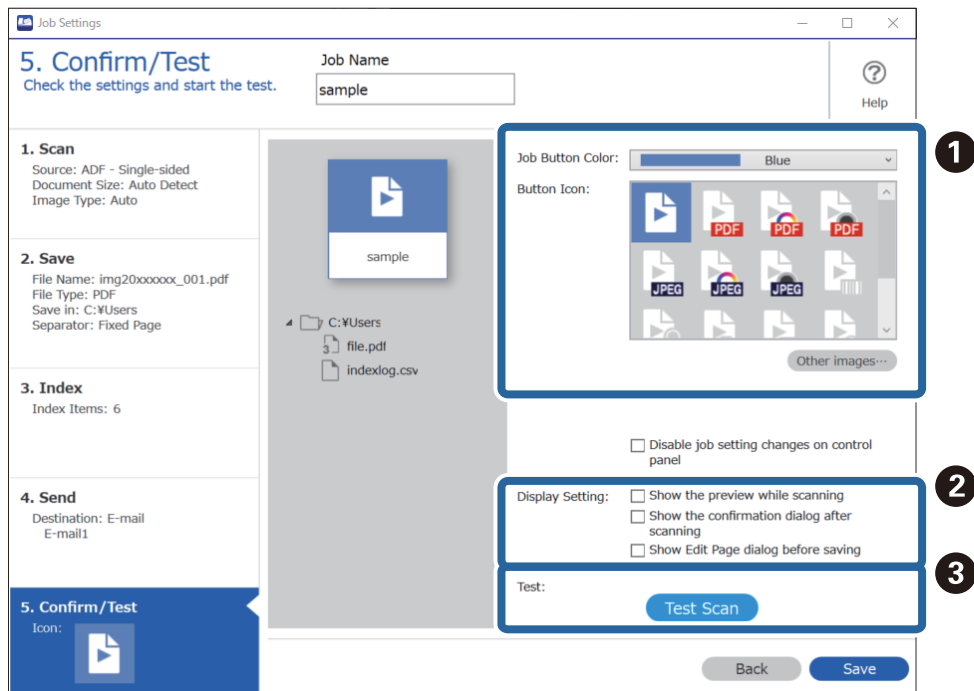 Job Settings
5. Confirm/Test
Check the settings and start the test.
Job Name
sample
Help
1. Scan
Source: ADF - Single-sided
Document Size: Auto Detect
Image Type: Auto
2. Save
File Name: img20xxxxxx_001.pdf
File Type: PDF
Save in: C:¥Users
Separator: Fixed Page
3. Index
Index Items: 6
4. Send
Destination: E-mail
E-mail1
5. Confirm/Test
Icon:
sample
C:¥Users
3
file.pdf
indexlog.csv
1
Job Button Color:
Blue
Button Icon:
PDF
PDF
PDF
JPEG
JPEG
JPEG
Other images···
Disable job setting changes on control
panel
2
Display Setting:
Show the preview while scanning
Show the confirmation dialog after
scanning
Show Edit Page dialog before saving
3
Test:
Test Scan
Back
Save